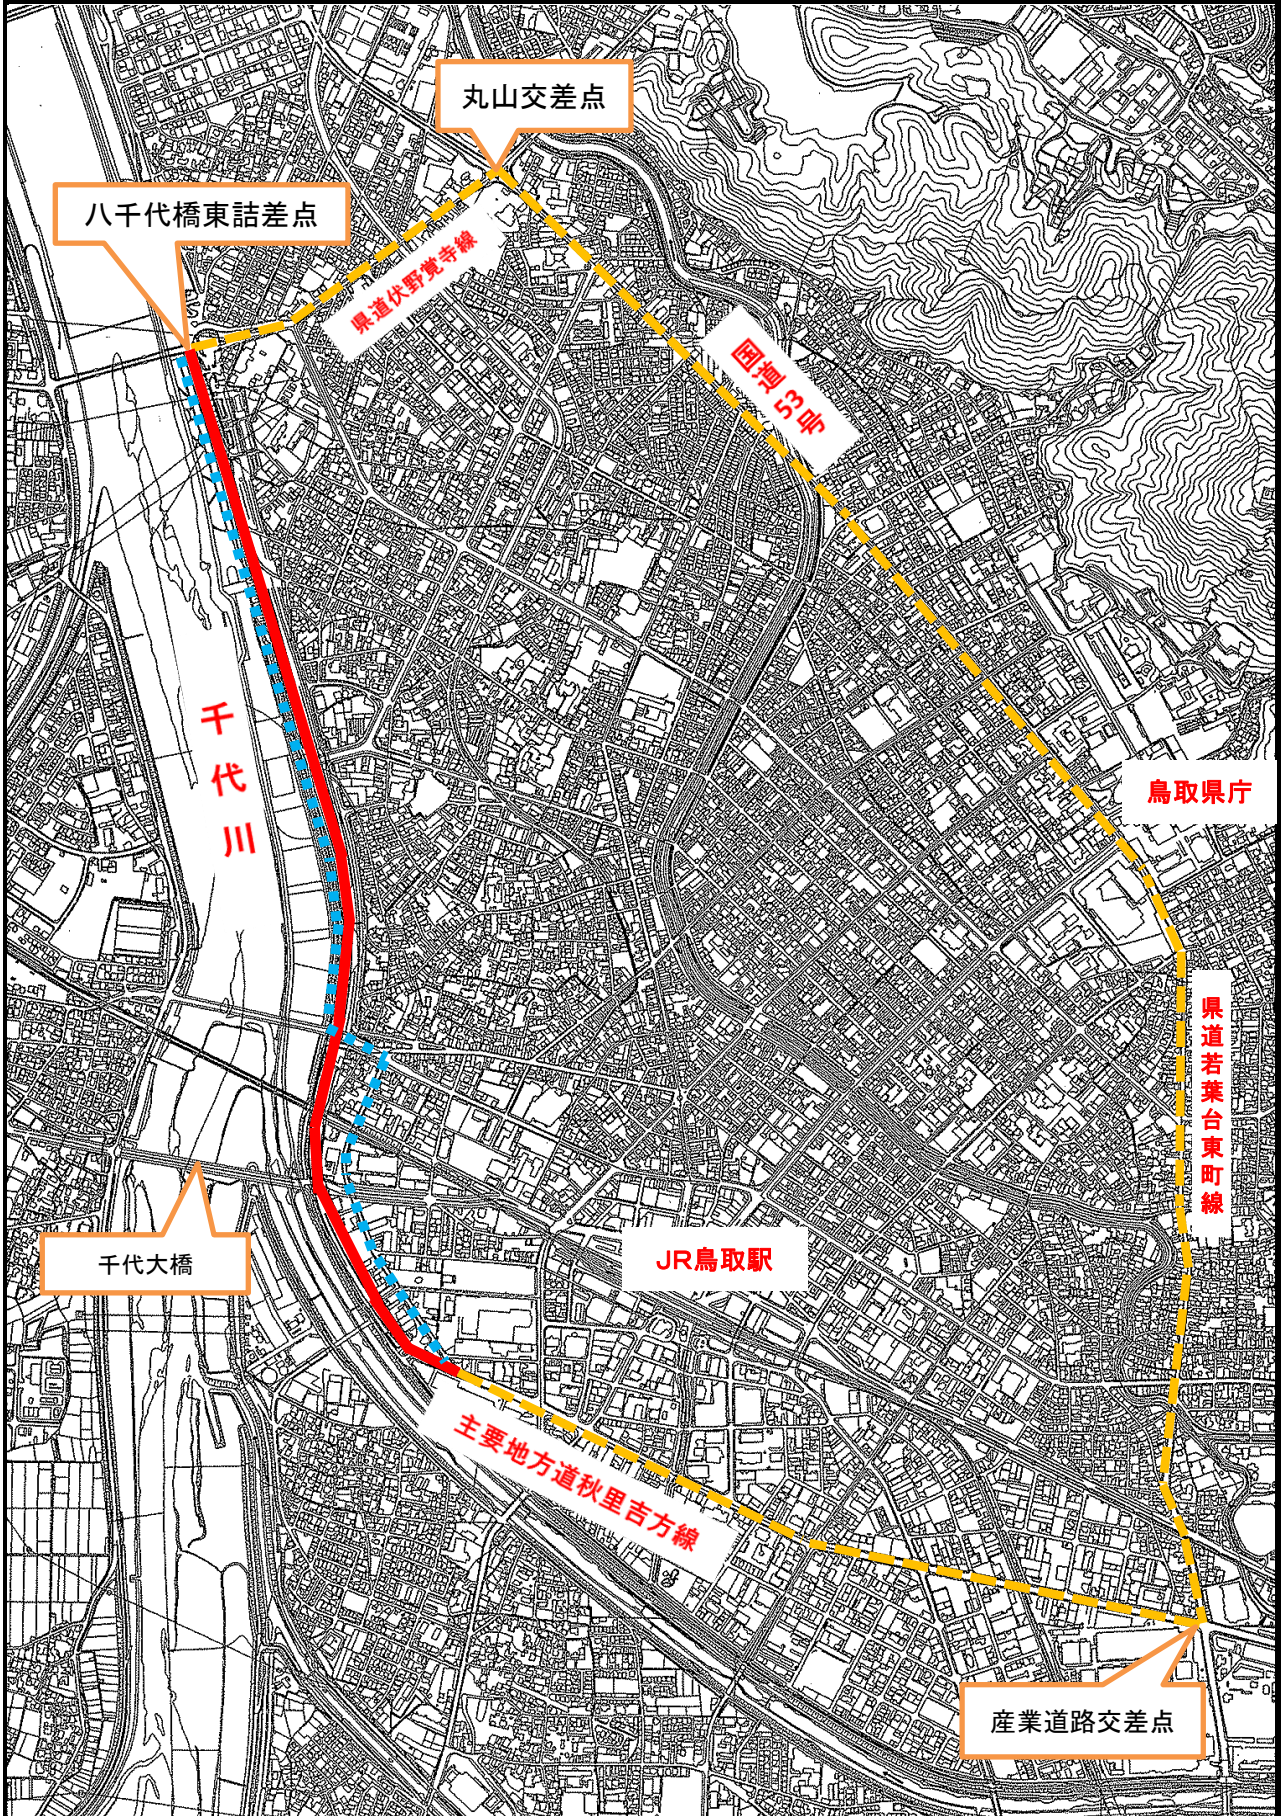 丸山交差点
八千代橋東詰差点
県道伏野覚寺線
国道53号
千代川
鳥取県庁
県道若葉台東町線
千代大橋
JR鳥取駅
主要地方道秋里吉方線
産業道路交差点